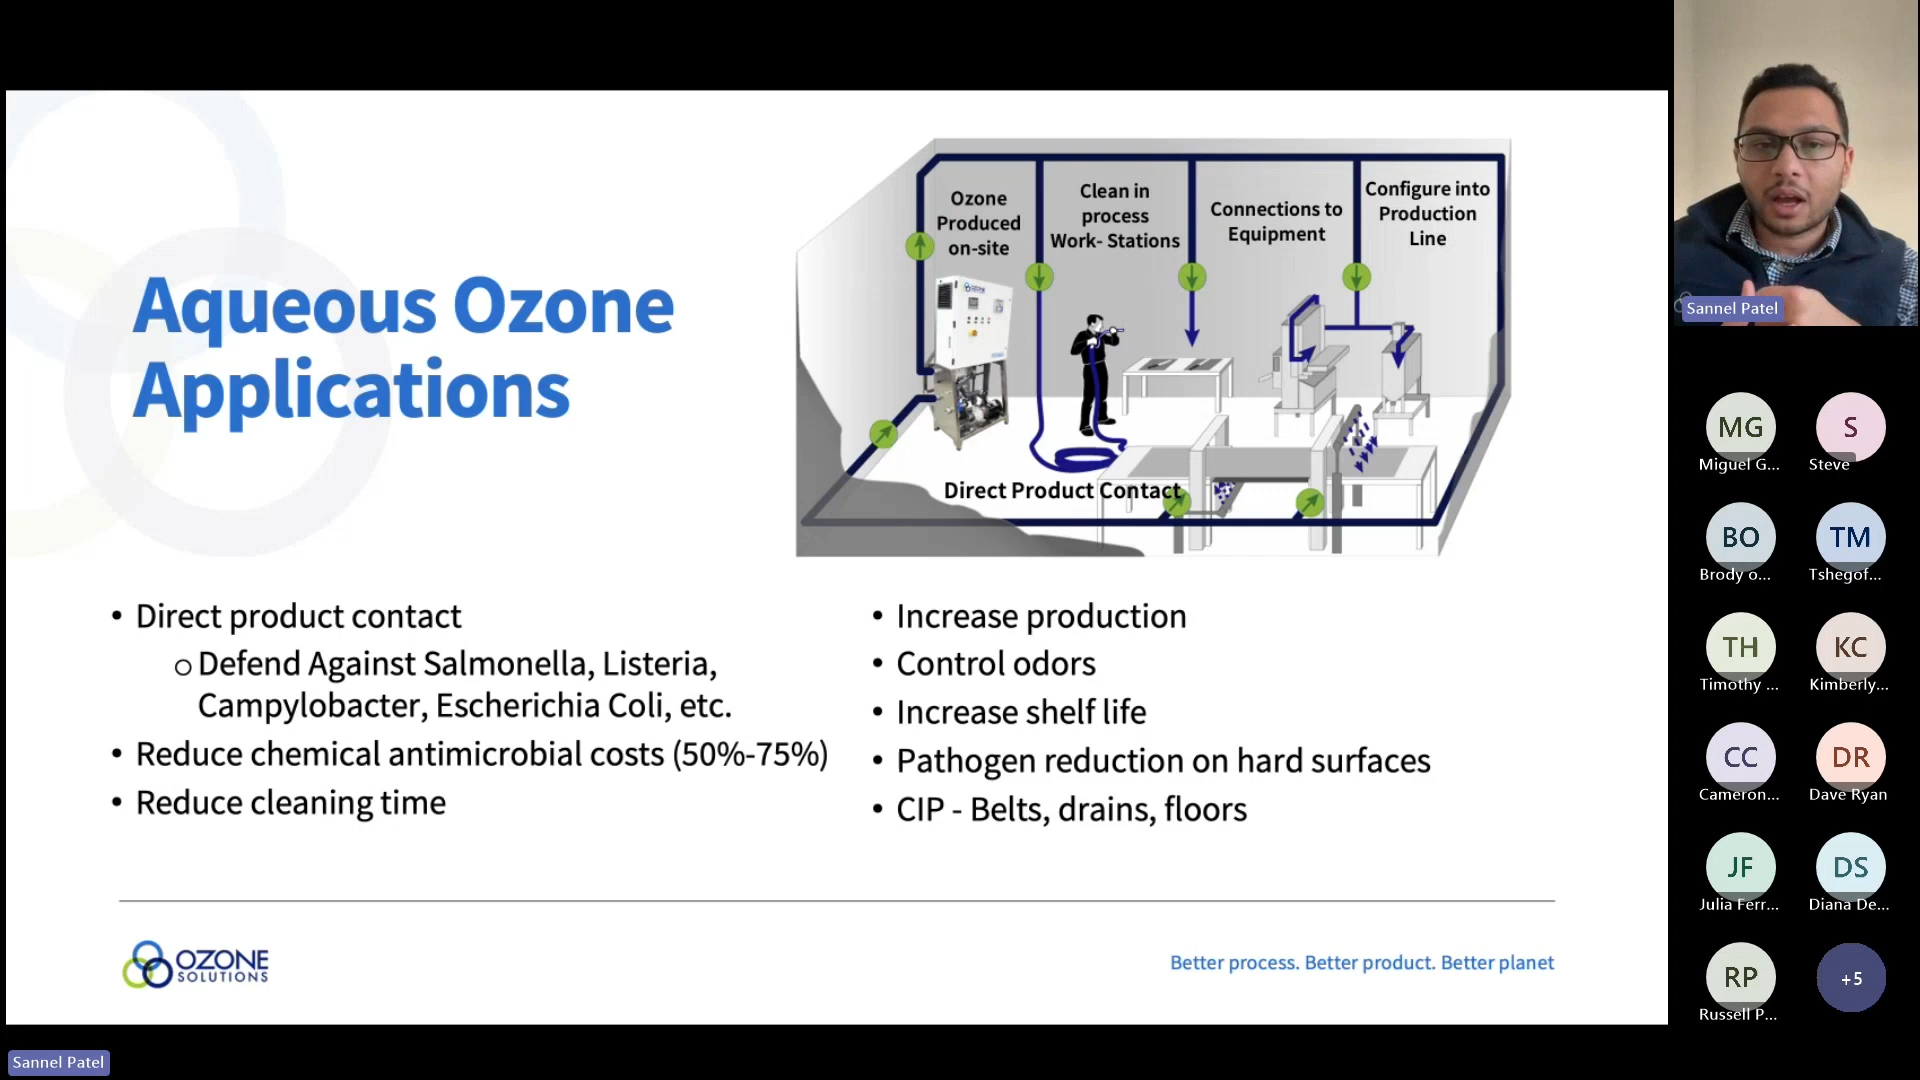 Aqueous Ozone
Applications
Ozone
Produced
on-site
Clean in
process
Work- Stations
Connections to
Equipment
Configure into
Production
Line
Direct Product Contact
• Direct product contact
o Defend Against Salmonella, Listeria,
Campylobacter, Escherichia Coli, etc.
• Reduce chemical antimicrobial costs (50%-75%)
• Reduce cleaning time
• Increase production
• Control odors
• Increase shelf life
• Pathogen reduction on hard surfaces
• CIP - Belts, drains, floors
OZONE
SOLUTIONS
Better process. Better product. Better planet
Sannel Patel
Sannel Patel
MG
Miguel G...
S
Steve
BO
Brody o...
TM
Tshegof...
TH
Timothy ...
KC
Kimberly...
CC
Cameron...
DR
Dave Ryan
JF
Julia Ferr...
DS
Diana De...
RP
Russell P...
+5